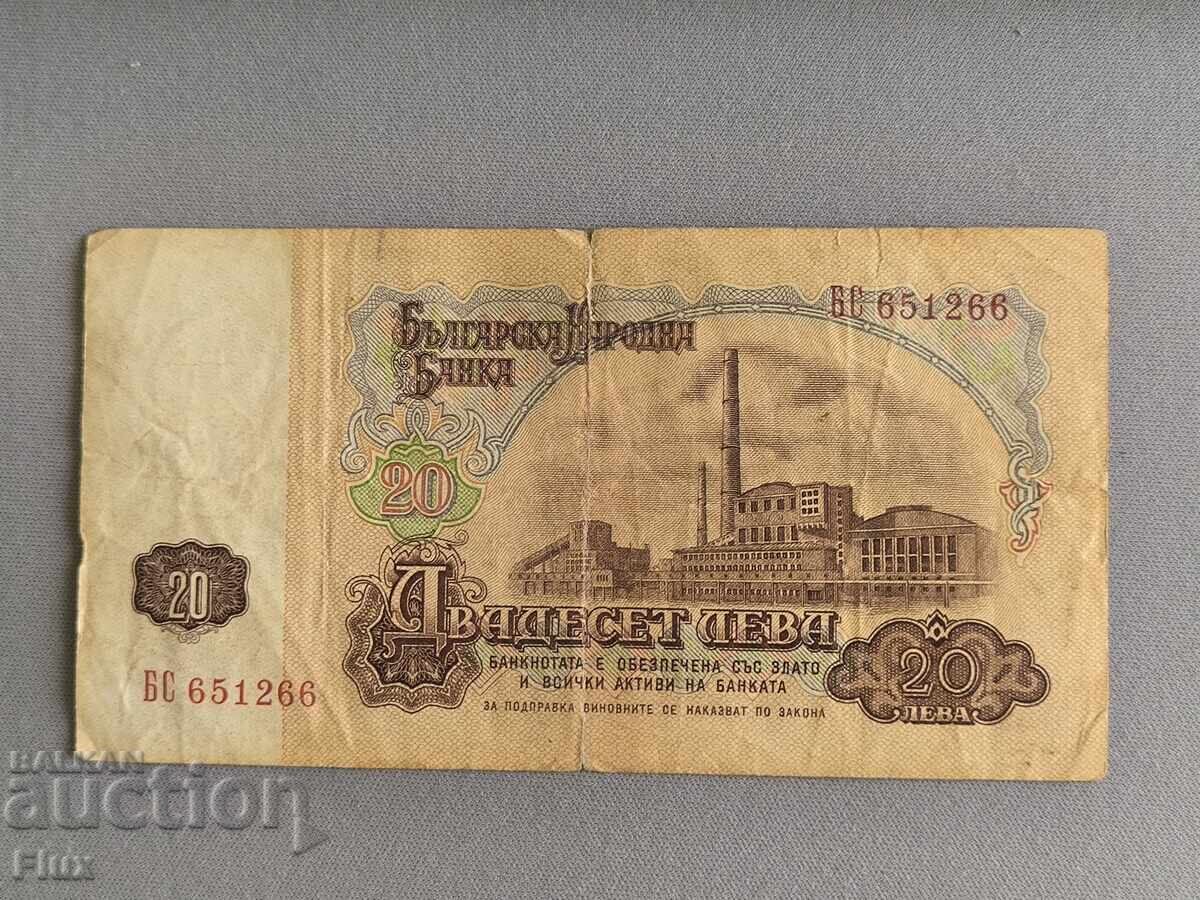 БС 651266
БЪЛГАРСКА НАРОДНА
БАНКА
20
20
ДВАДЕСЕТ ЛЕВА
БАНКНОТАТА Е ОБЕЗПЕЧЕНА СЪС ЗЛАТО
И ВСИЧКИ АКТИВИ НА БАНКАТА
ЗА ПОДПРАВКА ВИНОВНИТЕ СЕ НАКАЗВАТ ПО ЗАКОНА
20
ЛЕВА
БС 651266
BALKAN
auction
Flux